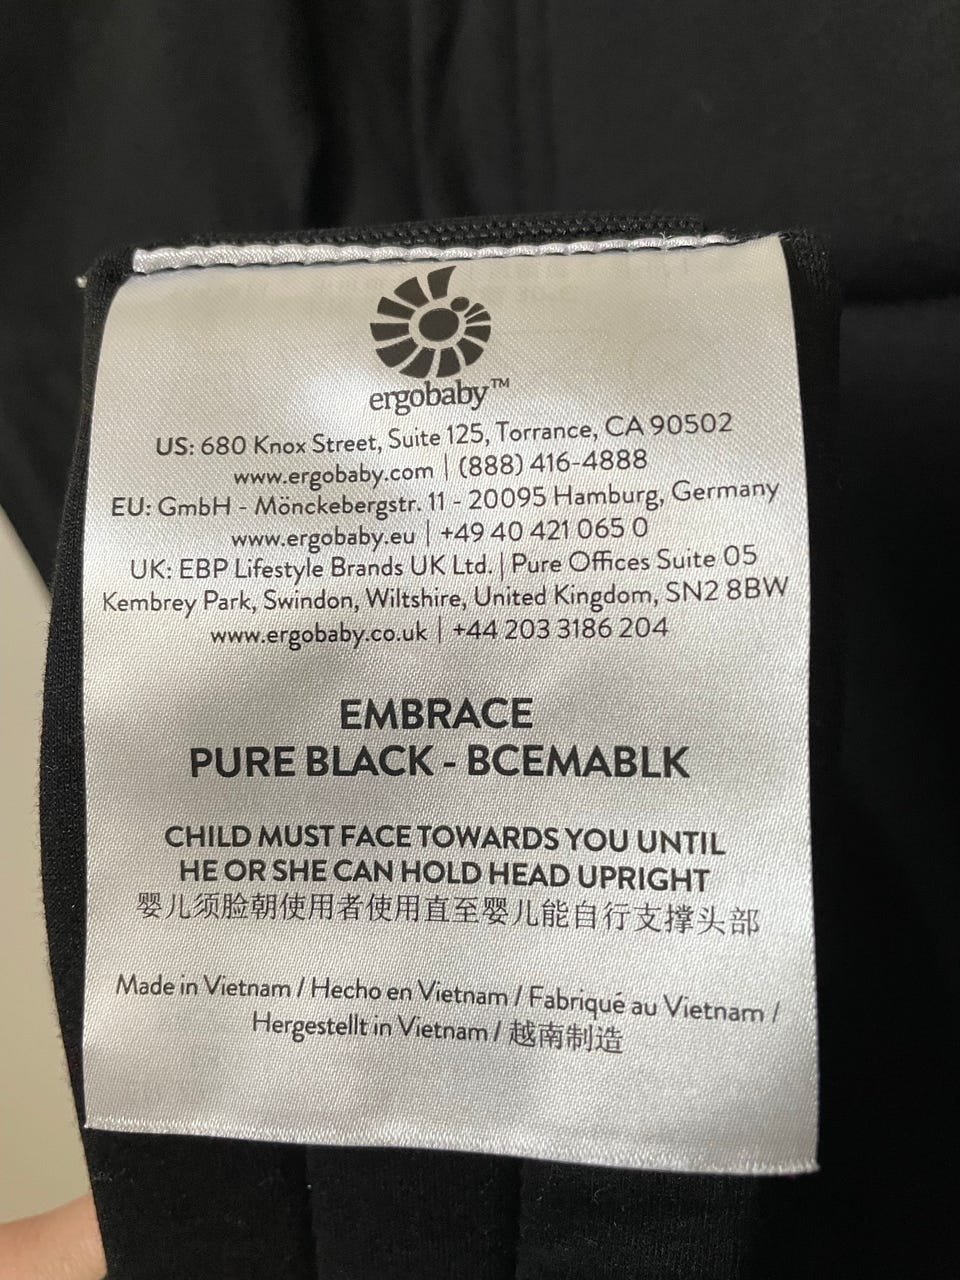 ergobaby™
US: 680 Knox Street, Suite 125, Torrance, CA 90502
www.ergobaby.com | (888) 416-4888
EU: GmbH - Mönckebergstr. 11 - 20095 Hamburg, Germany
www.ergobaby.eu | +49 40 421 065 0
UK: EBP Lifestyle Brands UK Ltd. | Pure Offices Suite 05
Kembrey Park, Swindon, Wiltshire, United Kingdom, SN2 8BW
www.ergobaby.co.uk | +44 203 3186 204
EMBRACE
PURE BLACK - BCEMABLK
CHILD MUST FACE TOWARDS YOU UNTIL
HE OR SHE CAN HOLD HEAD UPRIGHT
婴儿须脸朝使用者使用直至婴儿能自行支撑头部
Made in Vietnam / Hecho en Vietnam / Fabriqué au Vietnam /
Hergestellt in Vietnam / 越南制造